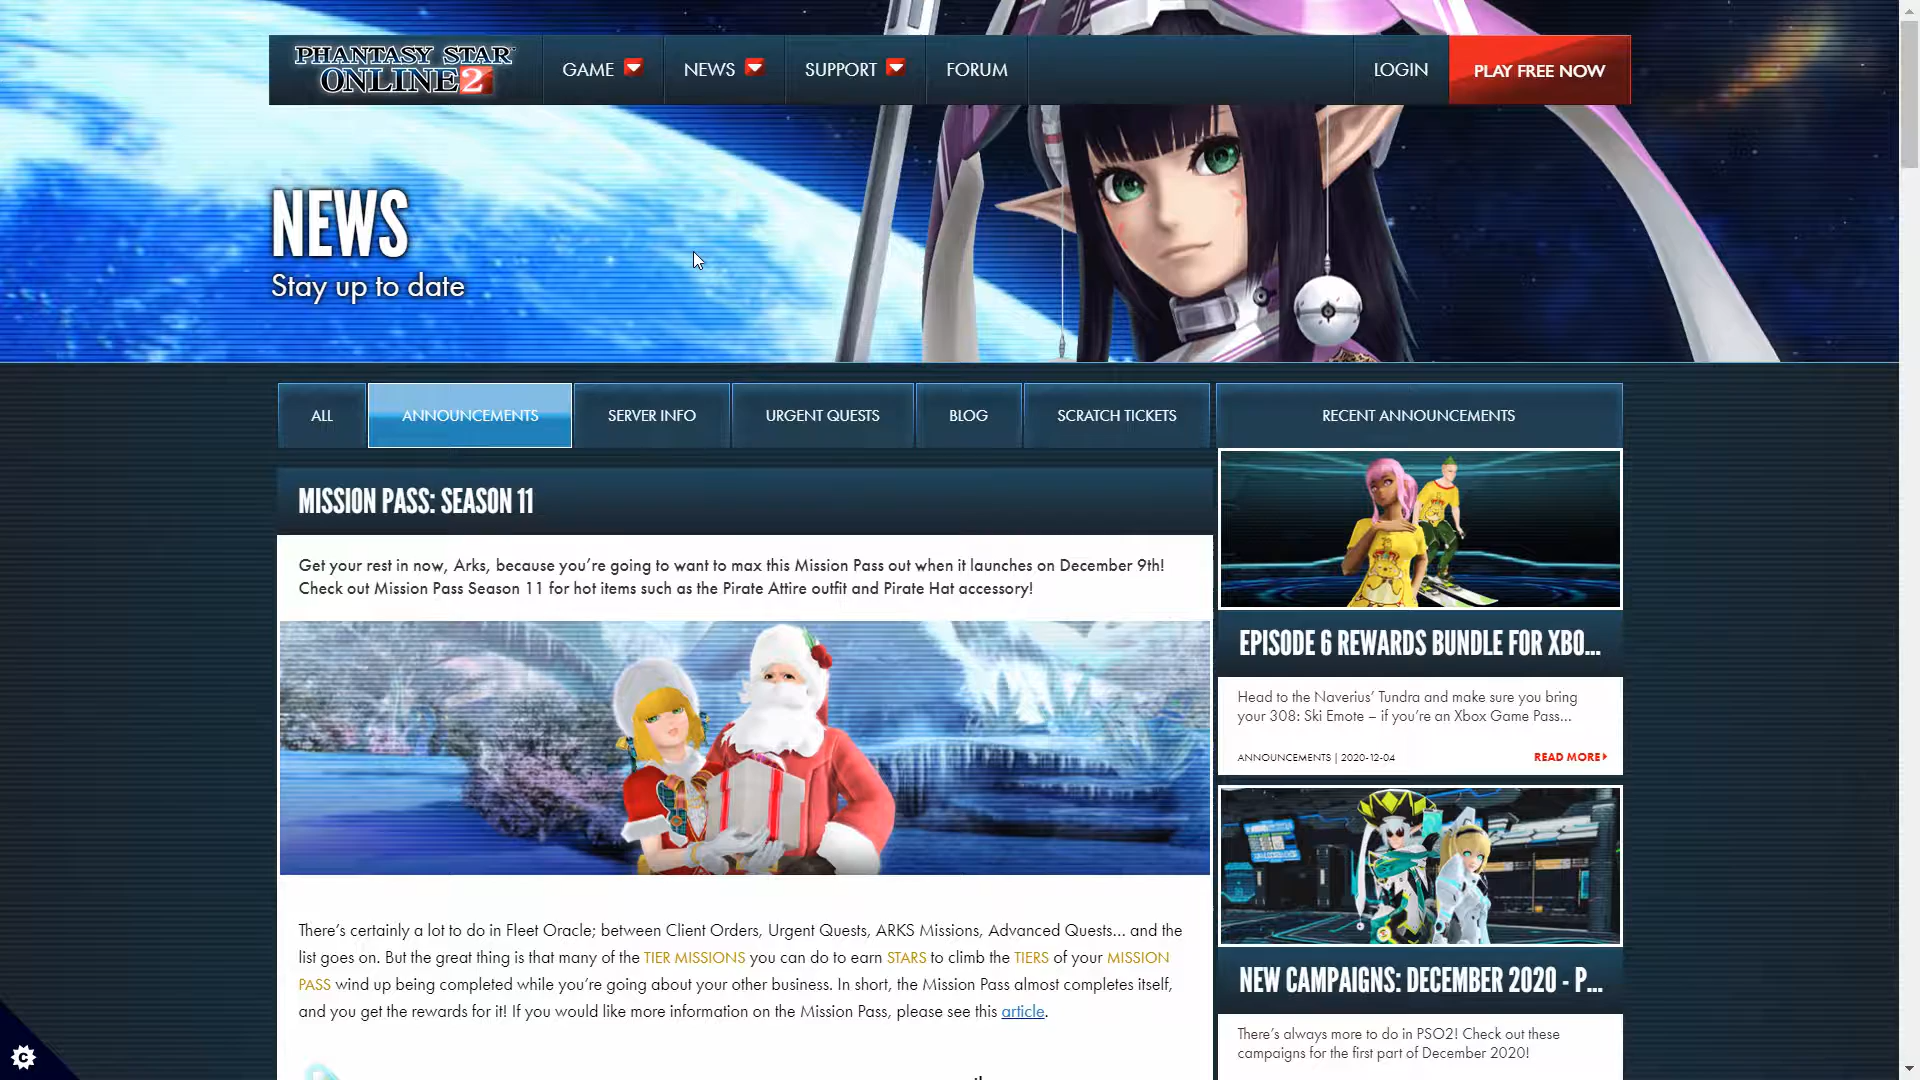 PHANTASY STAR
ONLINE 2
GAME
NEWS
SUPPORT
FORUM
LOGIN
PLAY FREE NOW
NEWS
Stay up to date
ALL
ANNOUNCEMENTS
SERVER INFO
URGENT QUESTS
BLOG
SCRATCH TICKETS
RECENT ANNOUNCEMENTS
MISSION PASS: SEASON 11
Get your rest in now, Arks, because you’re going to want to max this Mission Pass out when it launches on December 9th!
Check out Mission Pass Season 11 for hot items such as the Pirate Attire outfit and Pirate Hat accessory!
There’s certainly a lot to do in Fleet Oracle; between Client Orders, Urgent Quests, ARKS Missions, Advanced Quests... and the
list goes on. But the great thing is that many of the TIER MISSIONS you can do to earn STARS to climb the TIERS of your MISSION
PASS wind up being completed while you’re going about your other business. In short, the Mission Pass almost completes itself,
and you get the rewards for it! If you would like more information on the Mission Pass, please see this article.
EPISODE 6 REWARDS BUNDLE FOR XBO...
Head to the Naverius’ Tundra and make sure you bring
your 308: Ski Emote – if you’re an Xbox Game Pass...
ANNOUNCEMENTS | 2020-12-04
READ MORE
NEW CAMPAIGNS: DECEMBER 2020 - P...
There’s always more to do in PSO2! Check out these
campaigns for the first part of December 2020!